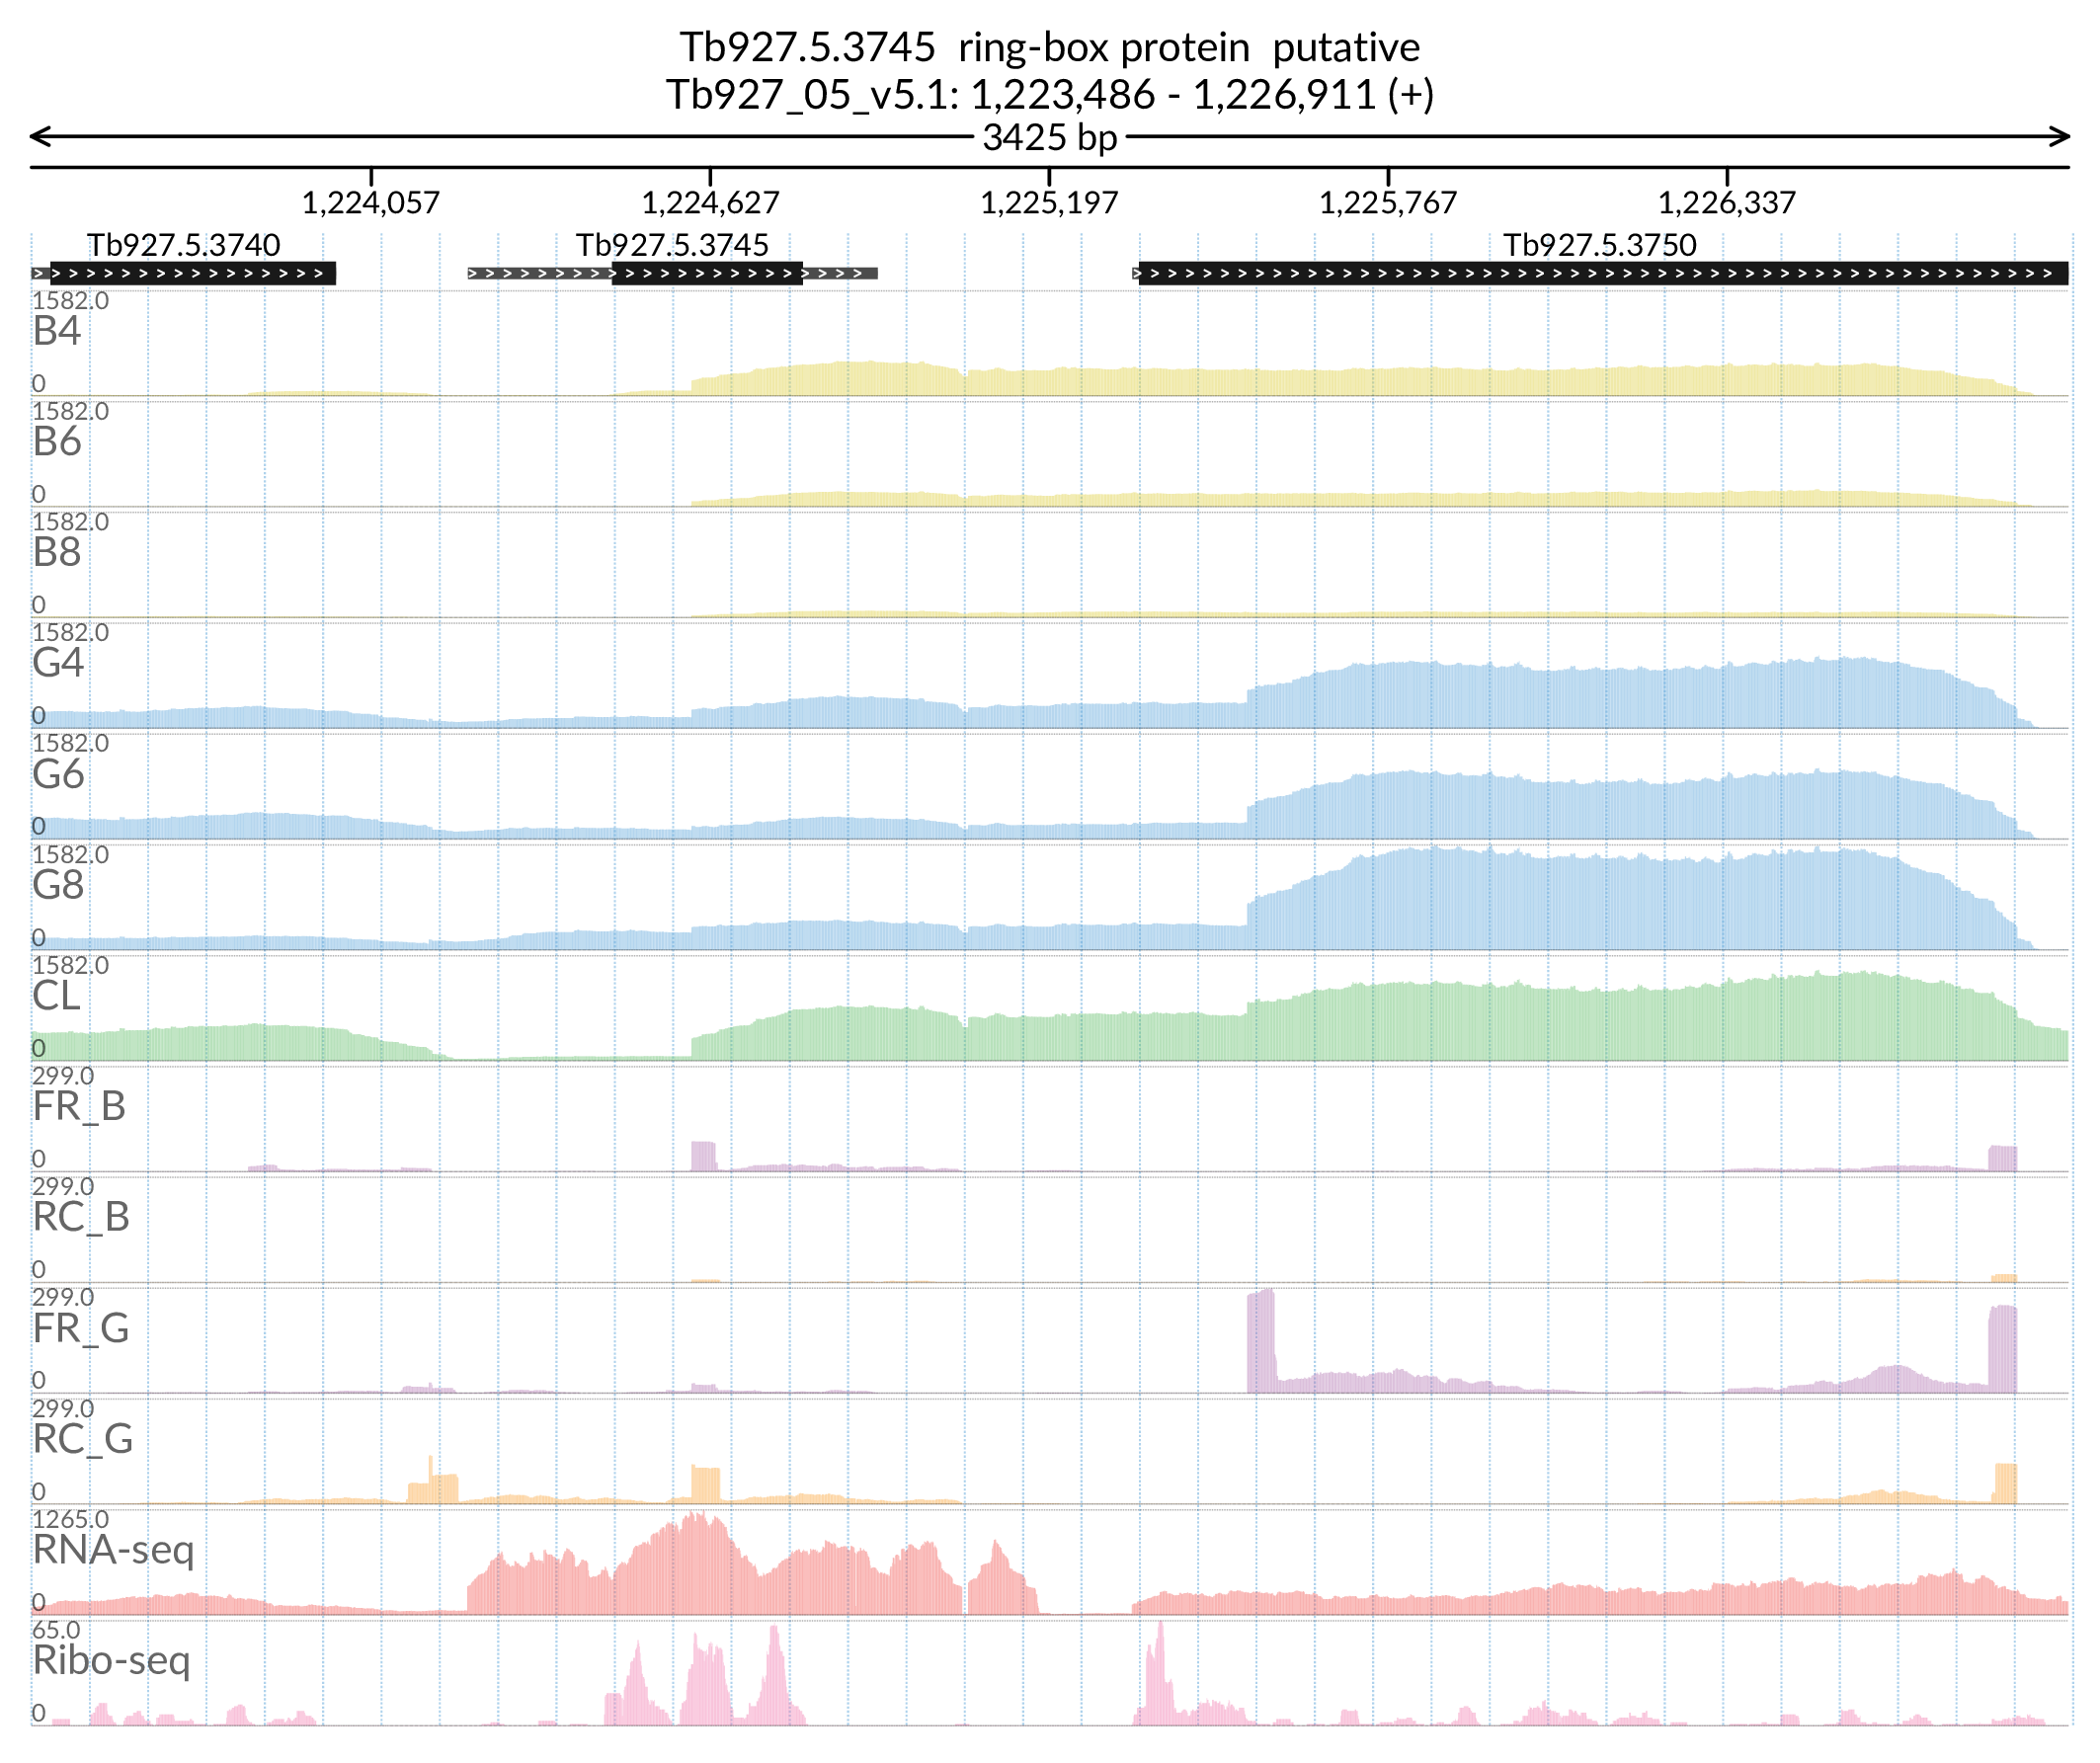 Tb927.5.3745 ring-box protein putative
Tb927_05_v5.1: 1,223,486 - 1,226,911 (+)
3425 bp
1,224,057 1,224,627 1,225,197 1,225,767 1,226,337
Tb927.5.3740 Tb927.5.3745 Tb927.5.3750
1582.0
B4
0
1582.0
B6
0
1582.0
B8
0
1582.0
G4
0
1582.0
G6
0
1582.0
G8
0
1582.0
CL
0
299.0
FR_B
0
299.0
RC_B
0
299.0
FR_G
0
299.0
RC_G
0
1265.0
RNA-seq
0
65.0
Ribo-seq
0